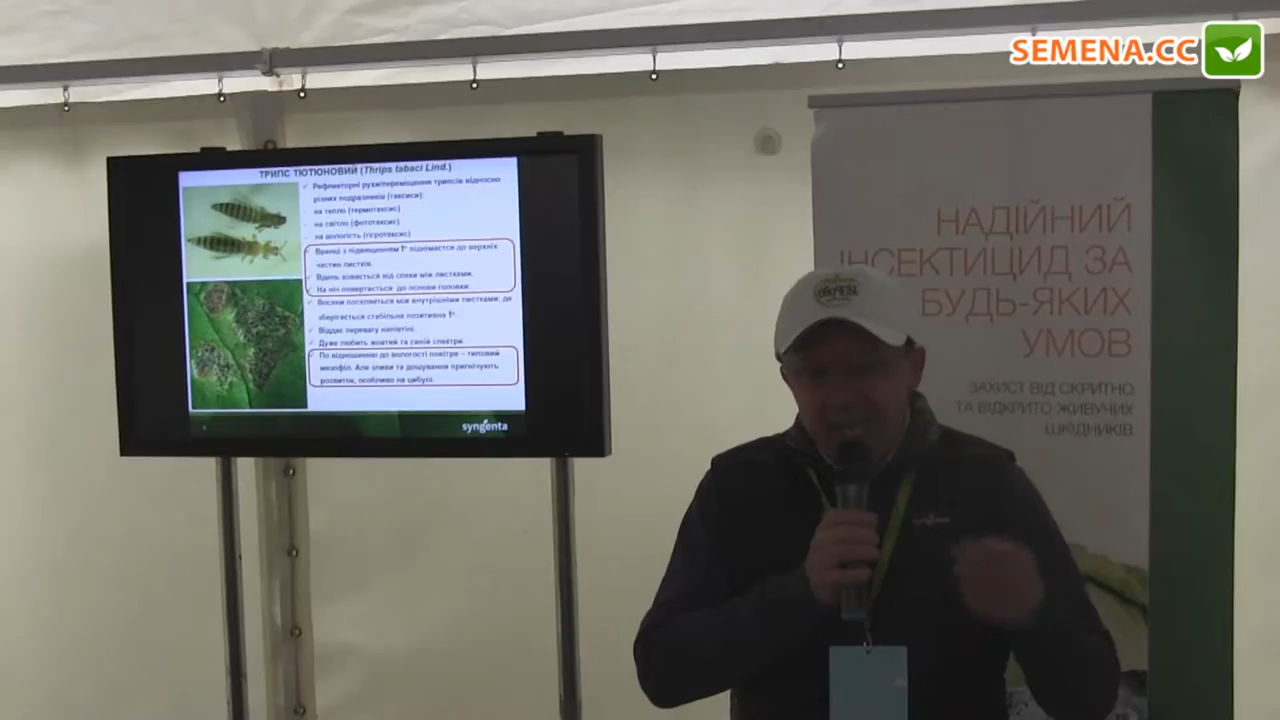 SEMENA.CC
ТРИПС ТЮТЮНОВИЙ (Thrips tabaci Lind.)
Рефлекторні рухи/переміщення трипсів відносно
різних подразників (таксиси):
на тепло (термотаксис)
на світло (фототаксис)
на вологість (гігротаксис)
Вранці з підвищенням t° піднімається до верхніх
частин листків.
Вдень ховається від спеки між листками.
На ніч повертається до основи головки.
Восени поселяється між внутрішніми листками, де
зберігається стабільна позитивна t°
Віддає перевагу напівтіні.
Дуже любить жовтий та синій спектри
По відношенню до вологості повітря – типовий
мезофіл. Але зливи та дощування пригнічують
розвиток, особливо на цибулі.
syngenta
НАДІЙНИЙ
ІНСЕКТИЦИД ЗА
БУДЬ-ЯКИХ
УМОВ
ЗАХИСТ ВІД СКРИТНО
ТА ВІДКРИТО ЖИВУЧИХ
ШКІДНИКІВ